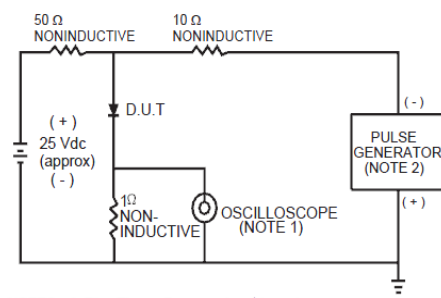 50 Ω
NONINDUCTIVE
10 Ω
NONINDUCTIVE
( + )
25 Vdc
(approx)
( - )
D.U.T
1Ω
NON-
INDUCTIVE
OSCILLOSCOPE
(NOTE 1)
( - )
PULSE
GENERATOR
(NOTE 2)
( + )